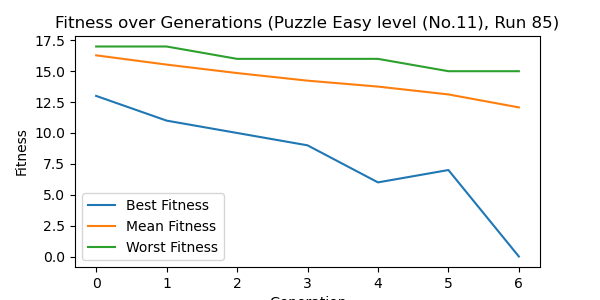 Fitness over Generations (Puzzle Easy level (No.11), Run 85)
17.5
15.0
12.5
10.0
7.5
5.0
2.5
0.0
Fitness
Best Fitness
Mean Fitness
Worst Fitness
0 1 2 3 4 5 6
Generation